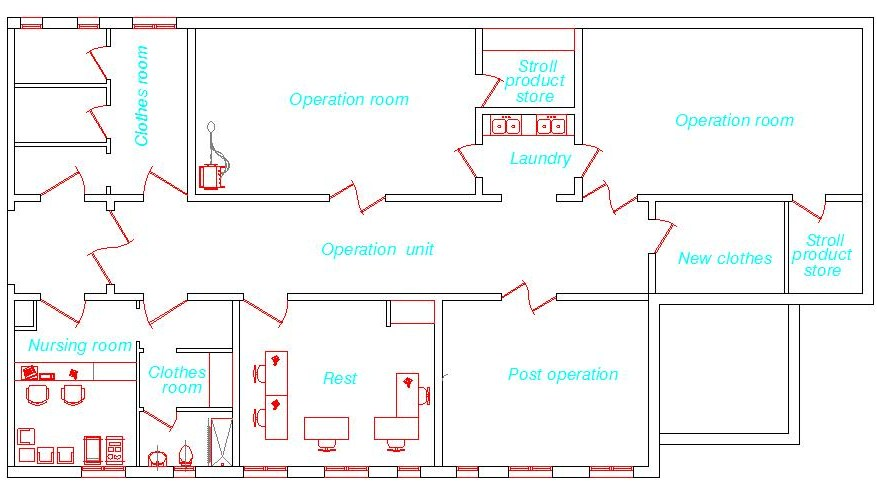 Clothes room
Operation room
Stroll
product
store
Operation room
Laundry
Operation unit
New clothes
Stroll
product
store
Nursing room
Clothes
room
Rest
Post operation